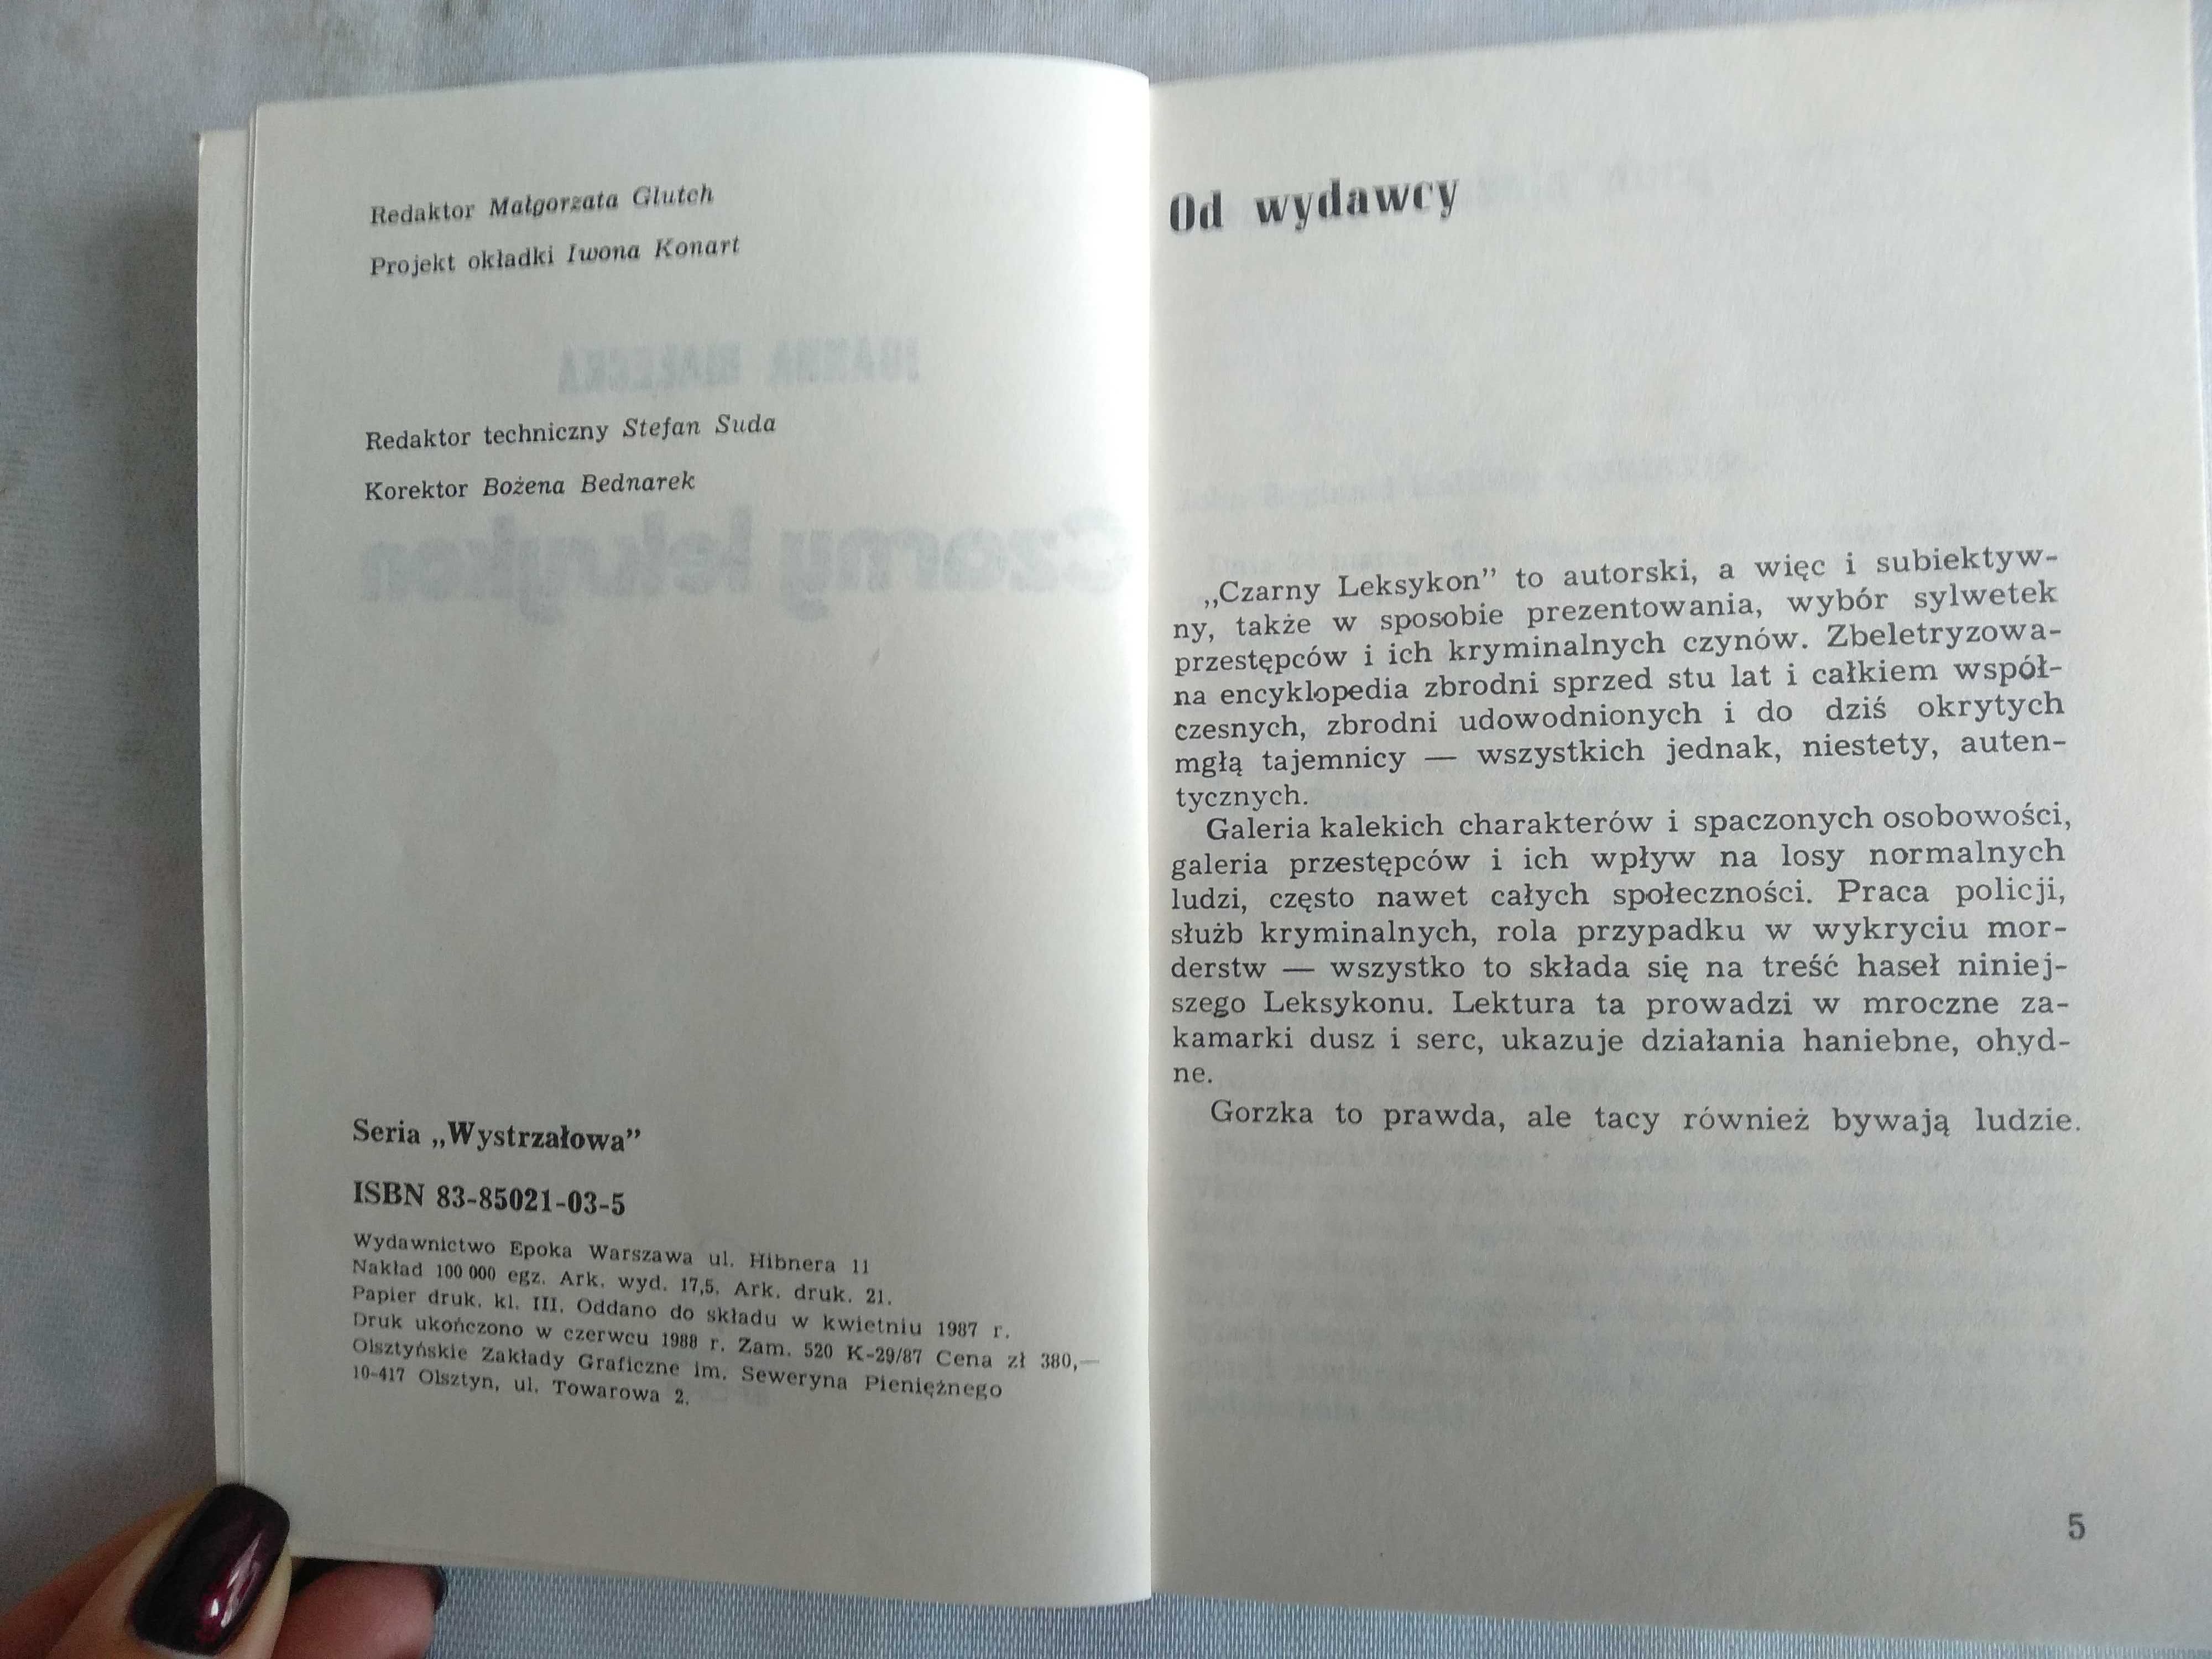 Redaktor Małgorzata Glutch
Projekt okładki Iwona Konart
Redaktor techniczny Stefan Suda
Korektor Bożena Bednarek
Seria „Wystrzałowa”
ISBN 83-85021-03-5
Wydawnictwo Epoka Warszawa ul. Hibnera 11
Nakład 100 000 egz. Ark. wyd. 17,5. Ark. druk. 21.
Papier druk. kl. III. Oddano do składu w kwietniu 1987 r.
Druk ukończono w czerwcu 1988 r. Zam. 520 K-29/87 Cena zł 380,—
Olsztyńskie Zakłady Graficzne im. Seweryna Pieniężnego
10-417 Olsztyn, ul. Towarowa 2.
Od wydawcy
„Czarny Leksykon” to autorski, a więc i subiektyw-
ny, także w sposobie prezentowania, wybór sylwetek
przestępców i ich kryminalnych czynów. Zbeletryzowa-
na encyklopedia zbrodni sprzed stu lat i całkiem współ-
czesnych, zbrodni udowodnionych i do dziś okrytych
mgłą tajemnicy — wszystkich jednak, niestety, auten-
tycznych.
Galeria kalekich charakterów i spaczonych osobowości,
galeria przestępców i ich wpływ na losy normalnych
ludzi, często nawet całych społeczności. Praca policji,
służb kryminalnych, rola przypadku w wykryciu mor-
derstw — wszystko to składa się na treść haseł niniej-
szego Leksykonu. Lektura ta prowadzi w mroczne za-
kamarki dusz i serc, ukazuje działania haniebne, ohyd-
ne.
Gorzka to prawda, ale tacy również bywają ludzie.
5